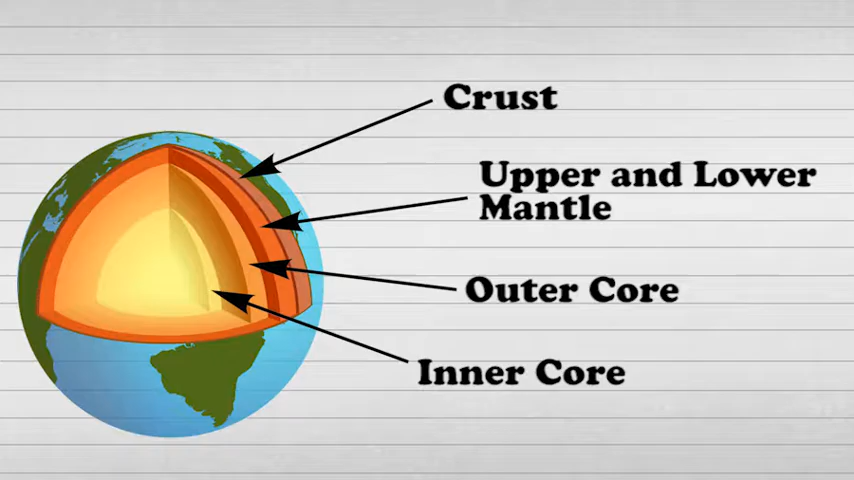 Crust
Upper and Lower
Mantle
Outer Core
Inner Core